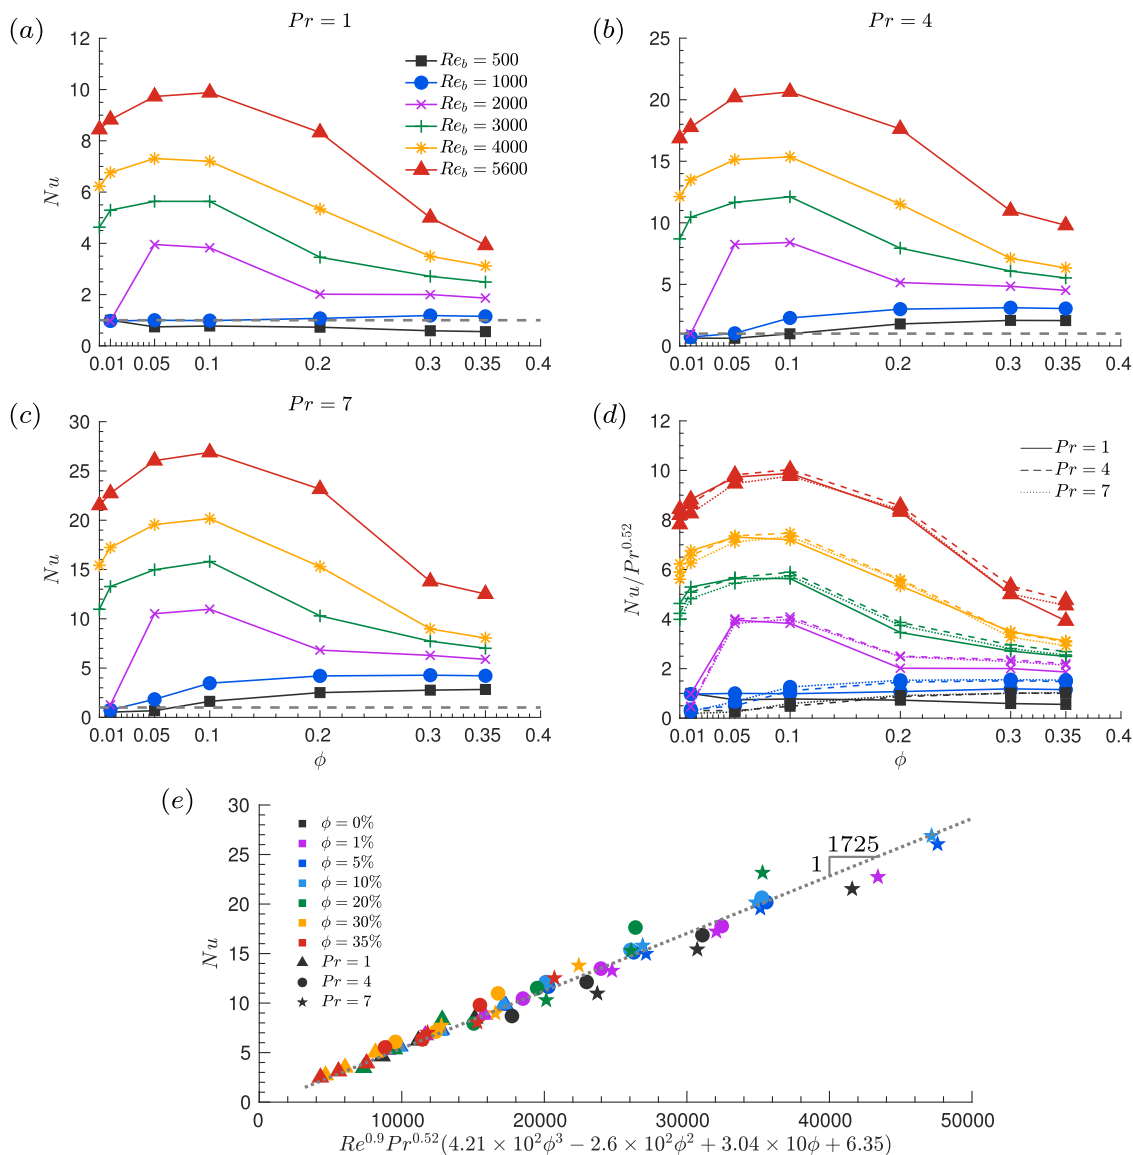 (a)
Pr = 1
Nu
12
10
8
6
4
2
0
Re_b = 500
Re_b = 1000
Re_b = 2000
Re_b = 3000
Re_b = 4000
Re_b = 5600
0.01 0.05 0.1 0.2 0.3 0.35 0.4
(b)
Pr = 4
25
20
15
10
5
0
0.01 0.05 0.1 0.2 0.3 0.35 0.4
(c)
Pr = 7
Nu
30
25
20
15
10
5
0
0.01 0.05 0.1 0.2 0.3 0.35 0.4
ϕ
(d)
Nu/Pr^0.52
12
10
8
6
4
2
0
Pr = 1
Pr = 4
Pr = 7
0.01 0.05 0.1 0.2 0.3 0.35 0.4
ϕ
(e)
Nu
30
25
20
15
10
5
0
ϕ = 0%
ϕ = 1%
ϕ = 5%
ϕ = 10%
ϕ = 20%
ϕ = 30%
ϕ = 35%
Pr = 1
Pr = 4
Pr = 7
1725
1
0 10000 20000 30000 40000 50000
Re^0.9 Pr^0.52 (4.21 × 10^2 ϕ^3 − 2.6 × 10^2 ϕ^2 + 3.04 × 10ϕ + 6.35)